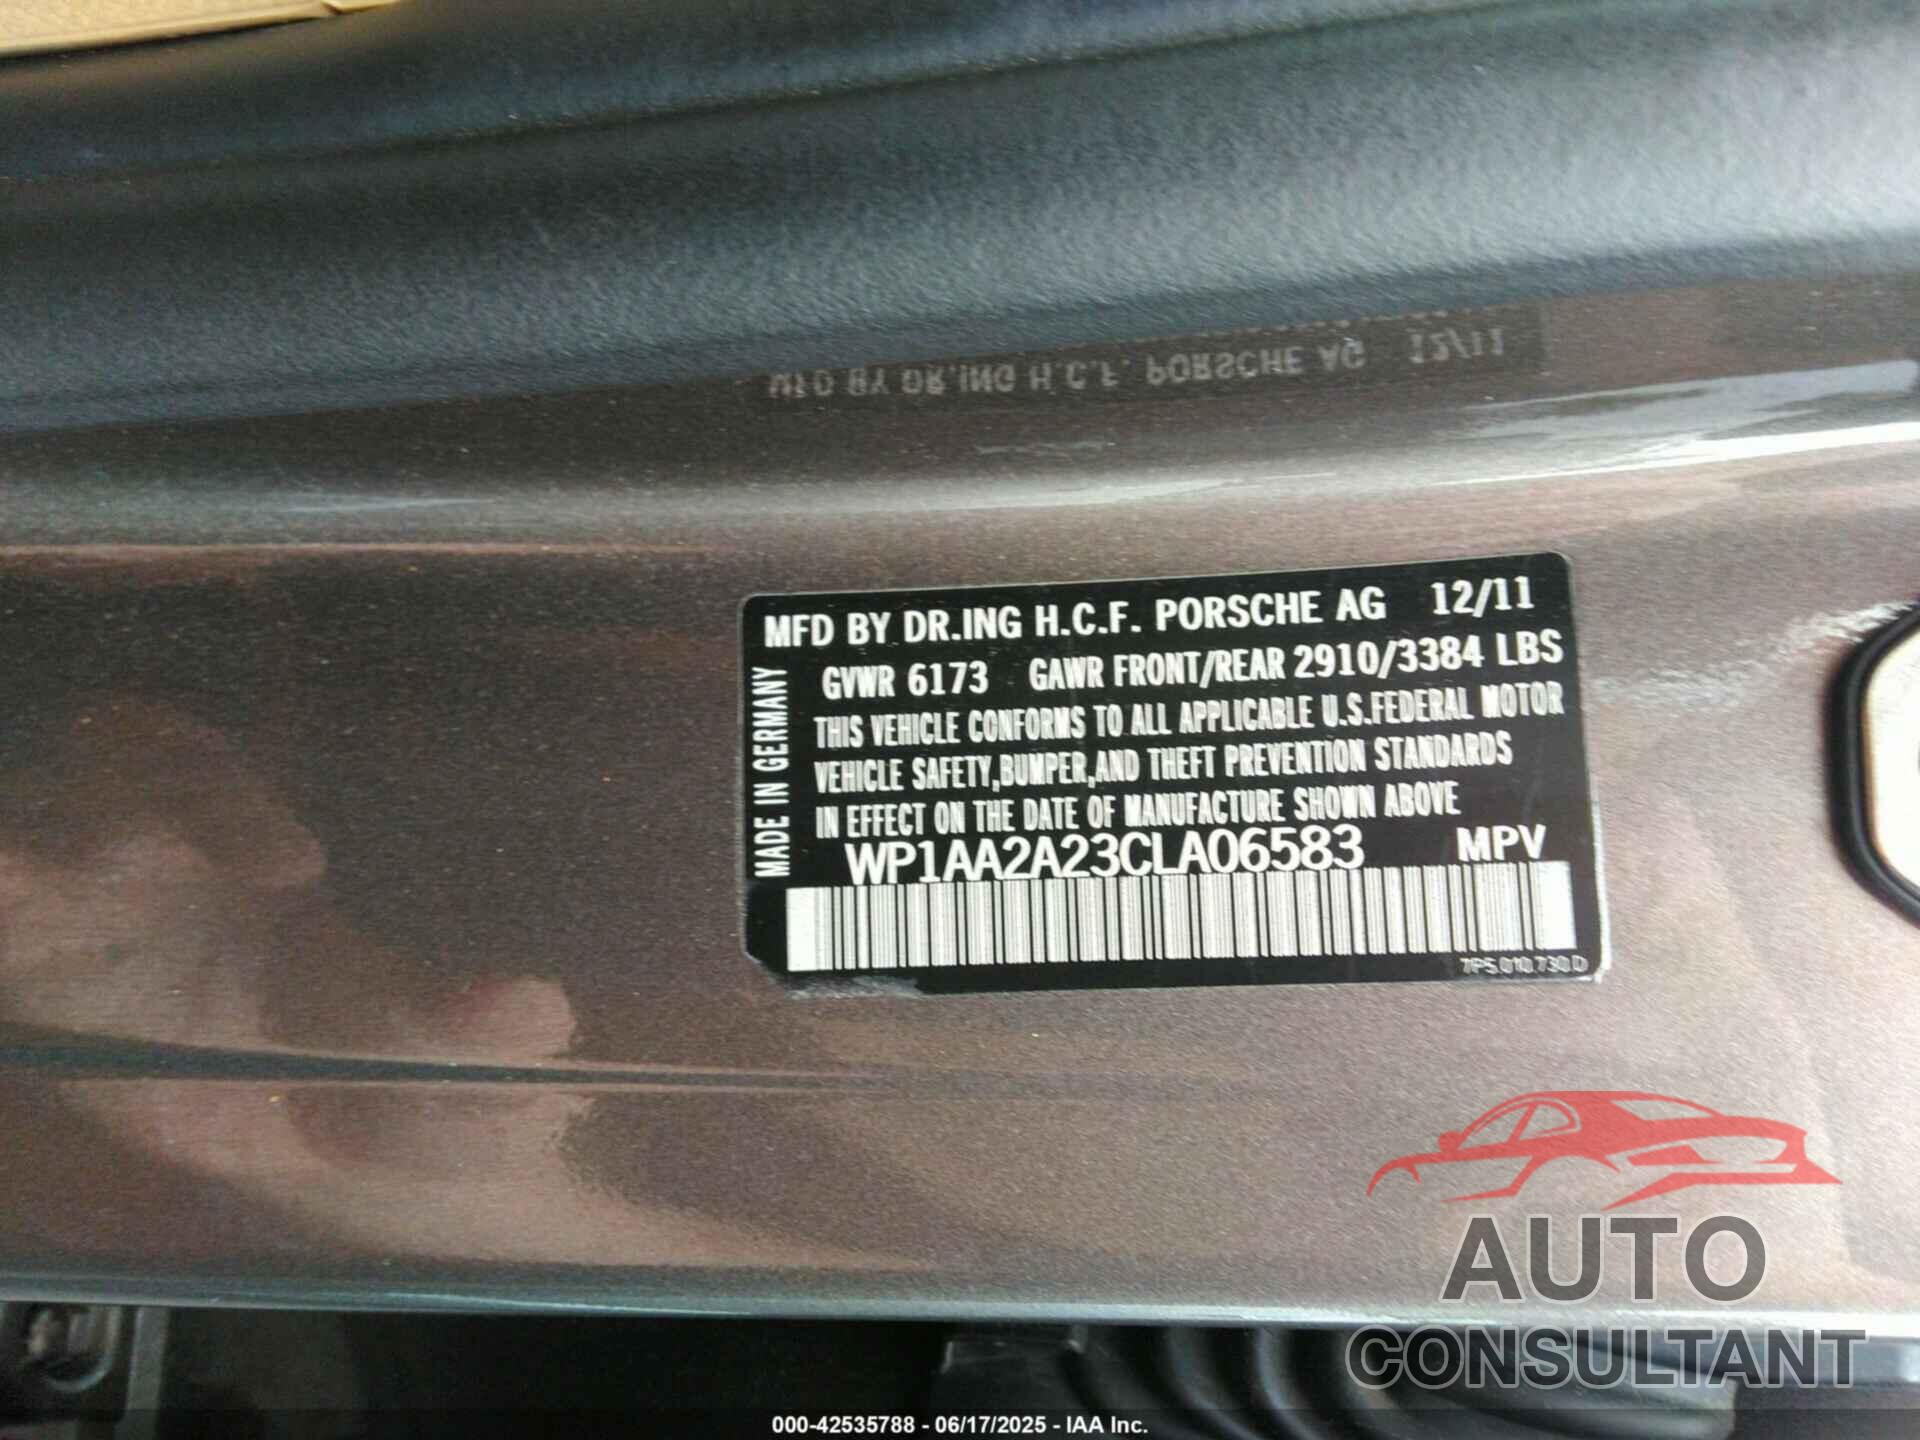 MFD BY DR.ING H.C.F. PORSCHE AG 12/11
MFD BY DR.ING H.C.F. PORSCHE AG 12/11
MADE IN GERMANY
GVWR 6173 GAWR FRONT/REAR 2910/3384 LBS
THIS VEHICLE CONFORMS TO ALL APPLICABLE U.S.FEDERAL MOTOR
VEHICLE SAFETY,BUMPER,AND THEFT PREVENTION STANDARDS
IN EFFECT ON THE DATE OF MANUFACTURE SHOWN ABOVE
WP1AA2A23CLA06583 MPV
7P5.010.730.D
AUTO
CONSULTANT
000-42535788 - 06/17/2025 - IAA Inc.